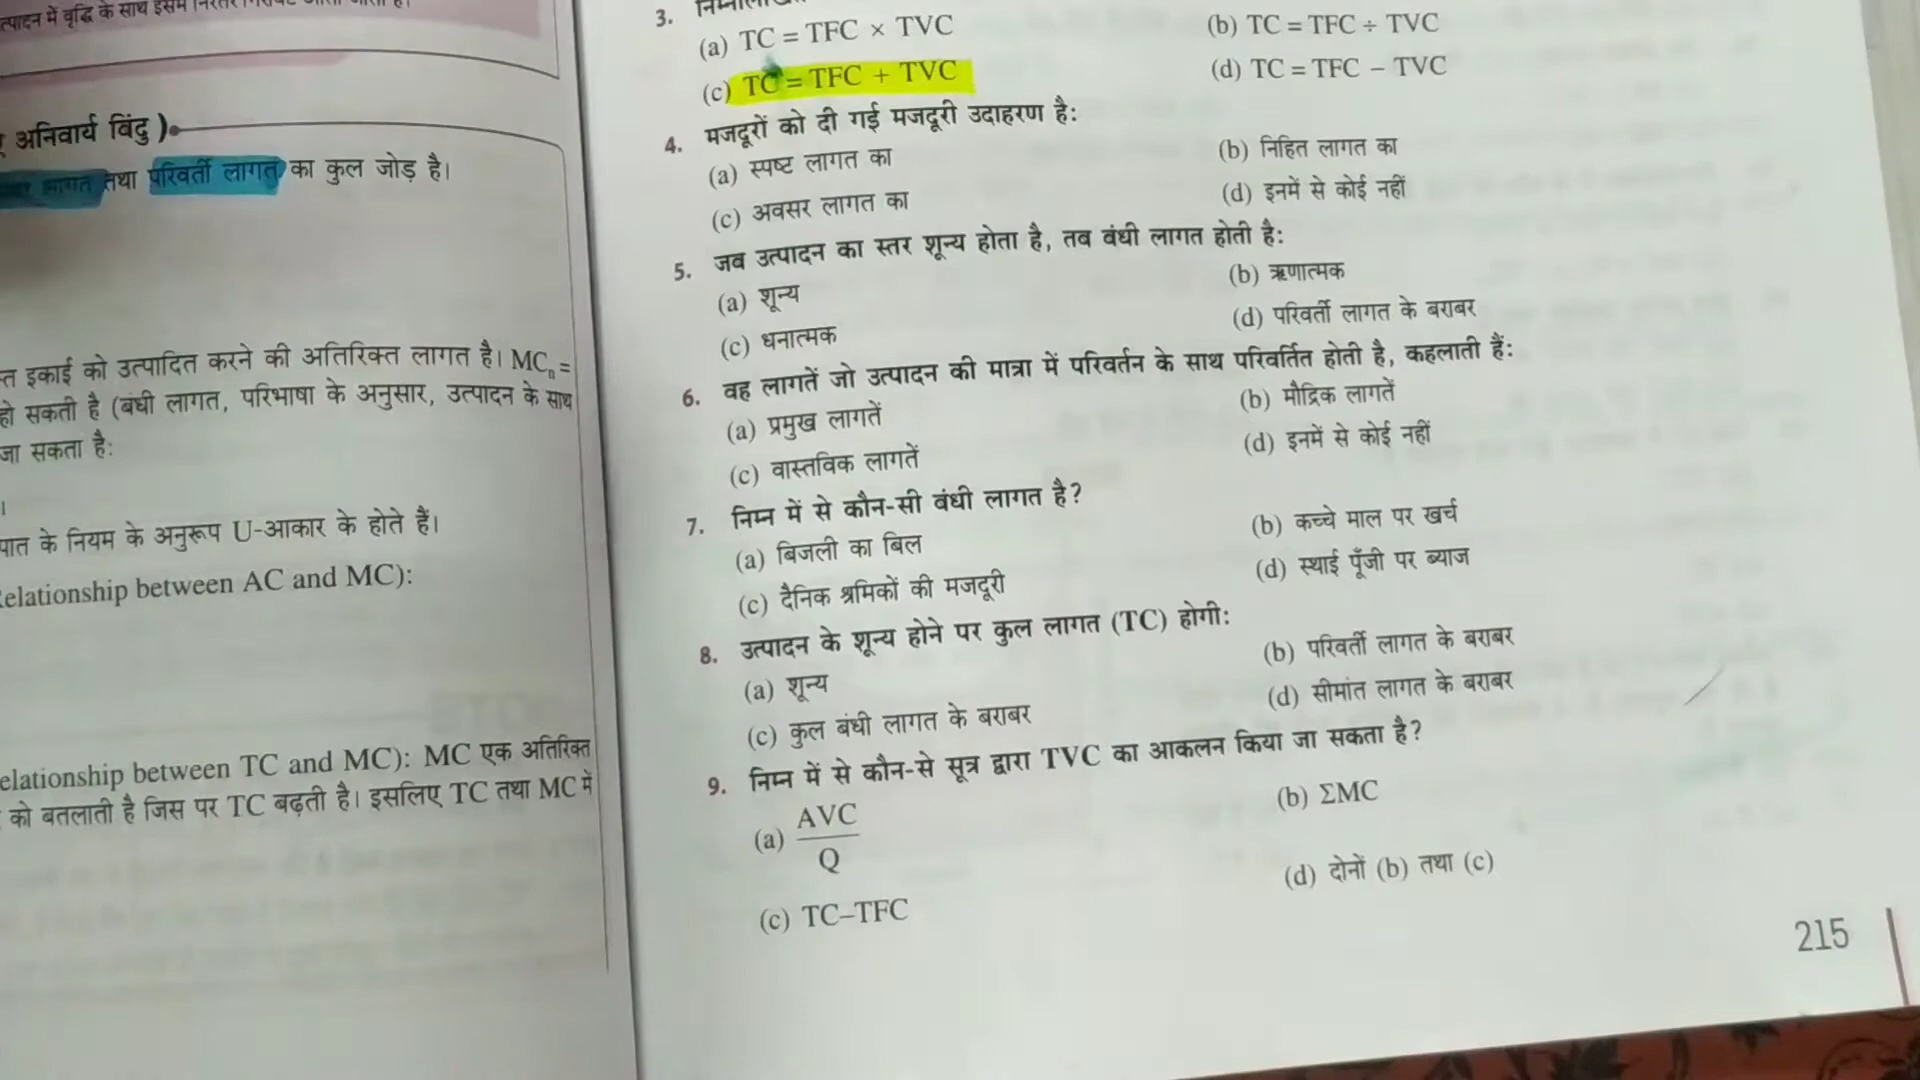 त्पादन में वृद्धि के साथ इसमें
अनिवार्य बिंदु )
लागत तथा परिवर्ती लागत का कुल जोड़ है।
त इकाई को उत्पादित करने की अतिरिक्त लागत है। MCₙ =
हो सकती है (बंधी लागत, परिभाषा के अनुसार, उत्पादन के साथ
जा सकता है:
पात के नियम के अनुरूप U-आकार के होते हैं।
elationship between AC and MC):
elationship between TC and MC): MC एक अतिरिक्त
को बतलाती है जिस पर TC बढ़ती है। इसलिए TC तथा MC में
3.
(a) TC = TFC × TVC
(b) TC = TFC ÷ TVC
(c) TC = TFC + TVC
(d) TC = TFC − TVC
4. मजदूरों को दी गई मजदूरी उदाहरण है:
(a) स्पष्ट लागत का
(b) निहित लागत का
(c) अवसर लागत का
(d) इनमें से कोई नहीं
5. जब उत्पादन का स्तर शून्य होता है, तब बंधी लागत होती है:
(a) शून्य
(b) ऋणात्मक
(c) धनात्मक
(d) परिवर्ती लागत के बराबर
6. वह लागतें जो उत्पादन की मात्रा में परिवर्तन के साथ परिवर्तित होती है, कहलाती हैं:
(a) प्रमुख लागतें
(b) मौद्रिक लागतें
(c) वास्तविक लागतें
(d) इनमें से कोई नहीं
7. निम्न में से कौन-सी बंधी लागत है?
(a) बिजली का बिल
(b) कच्चे माल पर खर्च
(c) दैनिक श्रमिकों की मजदूरी
(d) स्थाई पूँजी पर ब्याज
8. उत्पादन के शून्य होने पर कुल लागत (TC) होगी:
(a) शून्य
(b) परिवर्ती लागत के बराबर
(c) कुल बंधी लागत के बराबर
(d) सीमांत लागत के बराबर
9. निम्न में से कौन-से सूत्र द्वारा TVC का आकलन किया जा सकता है?
(a) AVC
Q
(b) ΣMC
(c) TC–TFC
(d) दोनों (b) तथा (c)
215